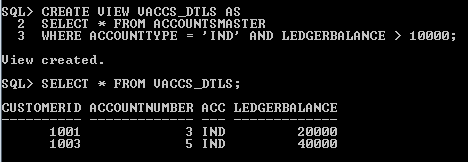 SQL> CREATE VIEW VACCS_DTLS AS
  2  SELECT * FROM ACCOUNTSMASTER
  3  WHERE ACCOUNTTYPE = 'IND' AND LEDGERBALANCE > 10000;
View created.
SQL> SELECT * FROM VACCS_DTLS;
CUSTOMERID ACCOUNTNUMBER ACC LEDGERBALANCE
---------- ------------- --- -------------
      1001             3 IND         20000
      1003             5 IND         40000